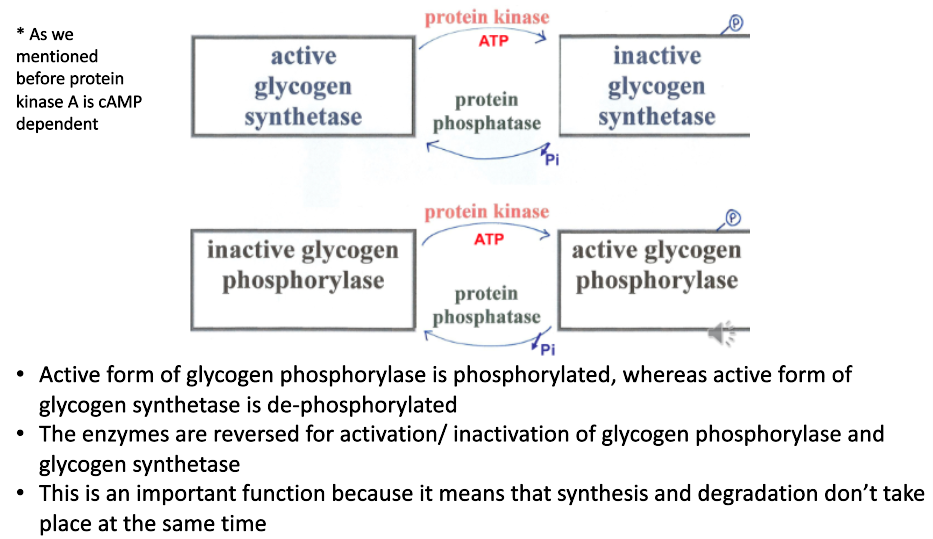 * As we
mentioned
before protein
kinase A is cAMP
dependent
protein kinase
ATP
active
glycogen
synthetase
protein
phosphatase
Pi
P
inactive
glycogen
synthetase
protein kinase
ATP
inactive glycogen
phosphorylase
protein
phosphatase
Pi
P
active glycogen
phosphorylase
• Active form of glycogen phosphorylase is phosphorylated, whereas active form of
glycogen synthetase is de-phosphorylated
• The enzymes are reversed for activation/ inactivation of glycogen phosphorylase and
glycogen synthetase
• This is an important function because it means that synthesis and degradation don’t take
place at the same time